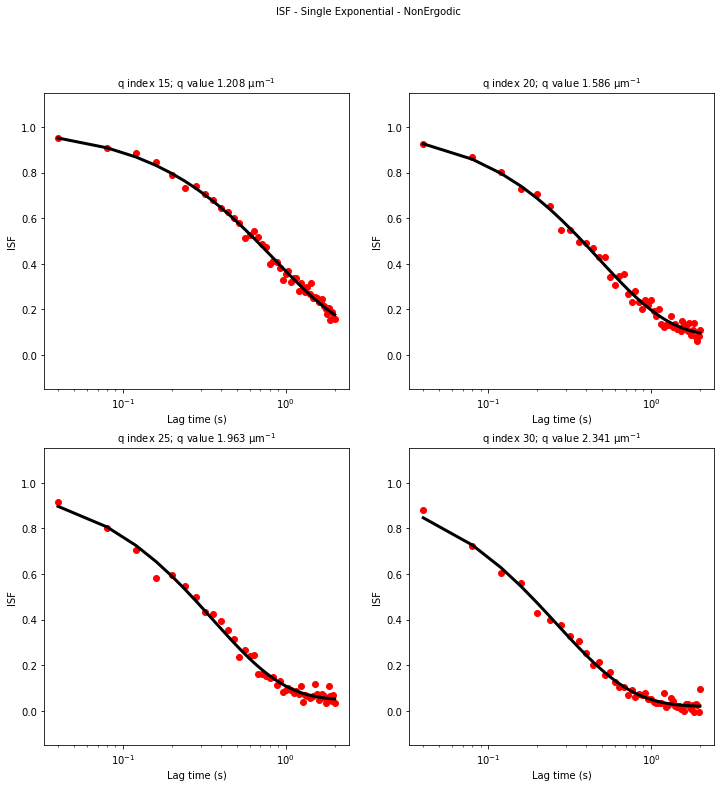 ISF - Single Exponential - NonErgodic
q index 15; q value 1.208 μm⁻¹
q index 20; q value 1.586 μm⁻¹
1.0
0.8
0.6
0.4
0.2
0.0
ISF
10⁻¹
10⁰
Lag time (s)
1.0
0.8
0.6
0.4
0.2
0.0
ISF
10⁻¹
10⁰
Lag time (s)
q index 25; q value 1.963 μm⁻¹
q index 30; q value 2.341 μm⁻¹
1.0
0.8
0.6
0.4
0.2
0.0
ISF
10⁻¹
10⁰
Lag time (s)
1.0
0.8
0.6
0.4
0.2
0.0
ISF
10⁻¹
10⁰
Lag time (s)